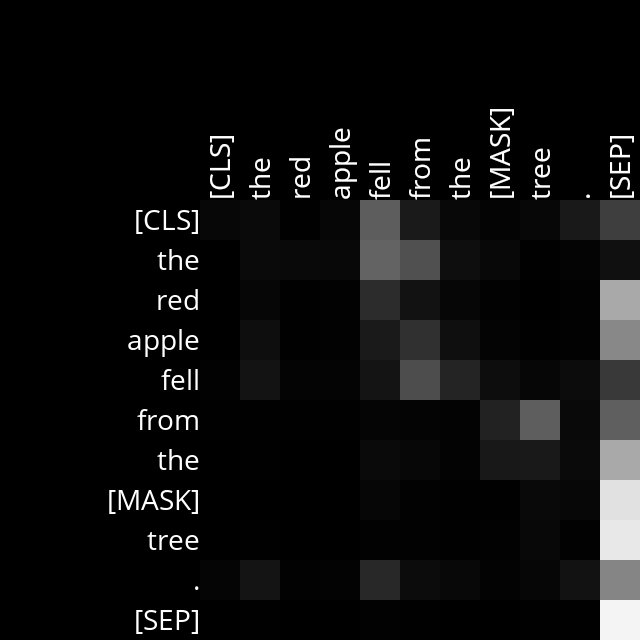 [CLS] the red apple fell from the [MASK] tree . [SEP]
[CLS]
the
red
apple
fell
from
the
[MASK]
tree
.
[SEP]